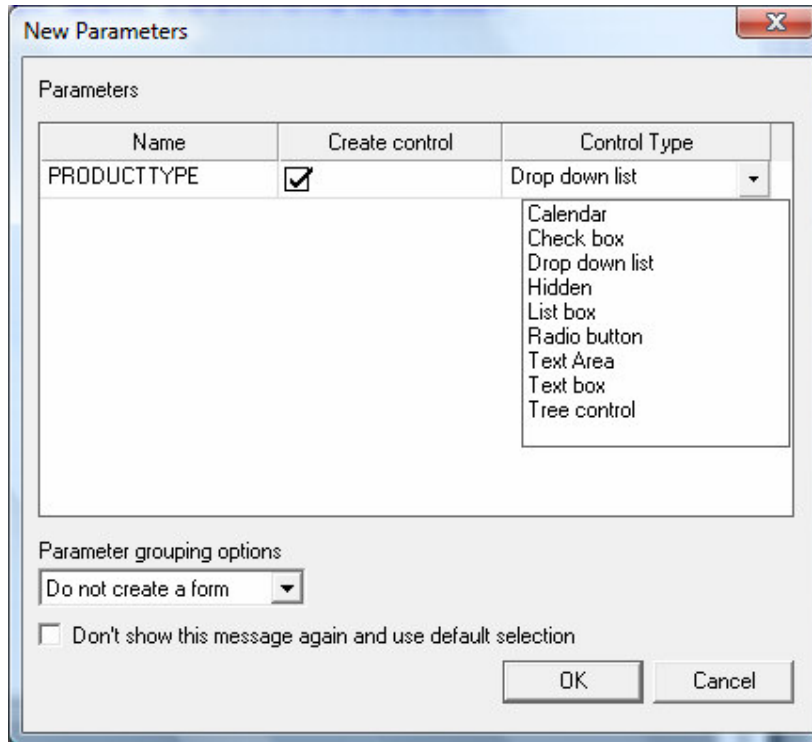 New Parameters
Parameters
Name Create control Control Type
PRODUCTTYPE Drop down list
Calendar
Check box
Drop down list
Hidden
List box
Radio button
Text Area
Text box
Tree control
Parameter grouping options
Do not create a form
Don't show this message again and use default selection
OK Cancel